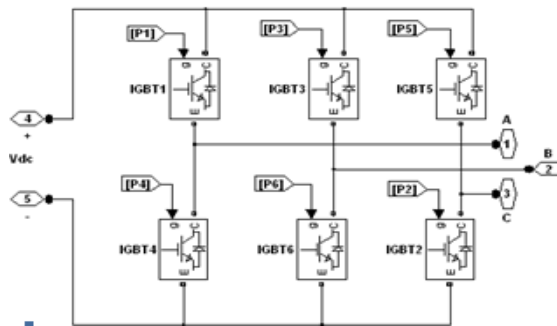 [P1]
[P3]
[P5]
g C
g C
g C
IGBT1
IGBT3
IGBT5
E
E
E
4
+
A
1
Vdc
B
2
[P4]
[P6]
[P2]
5
-
3
C
g C
g C
g C
IGBT4
IGBT6
IGBT2
E
E
E